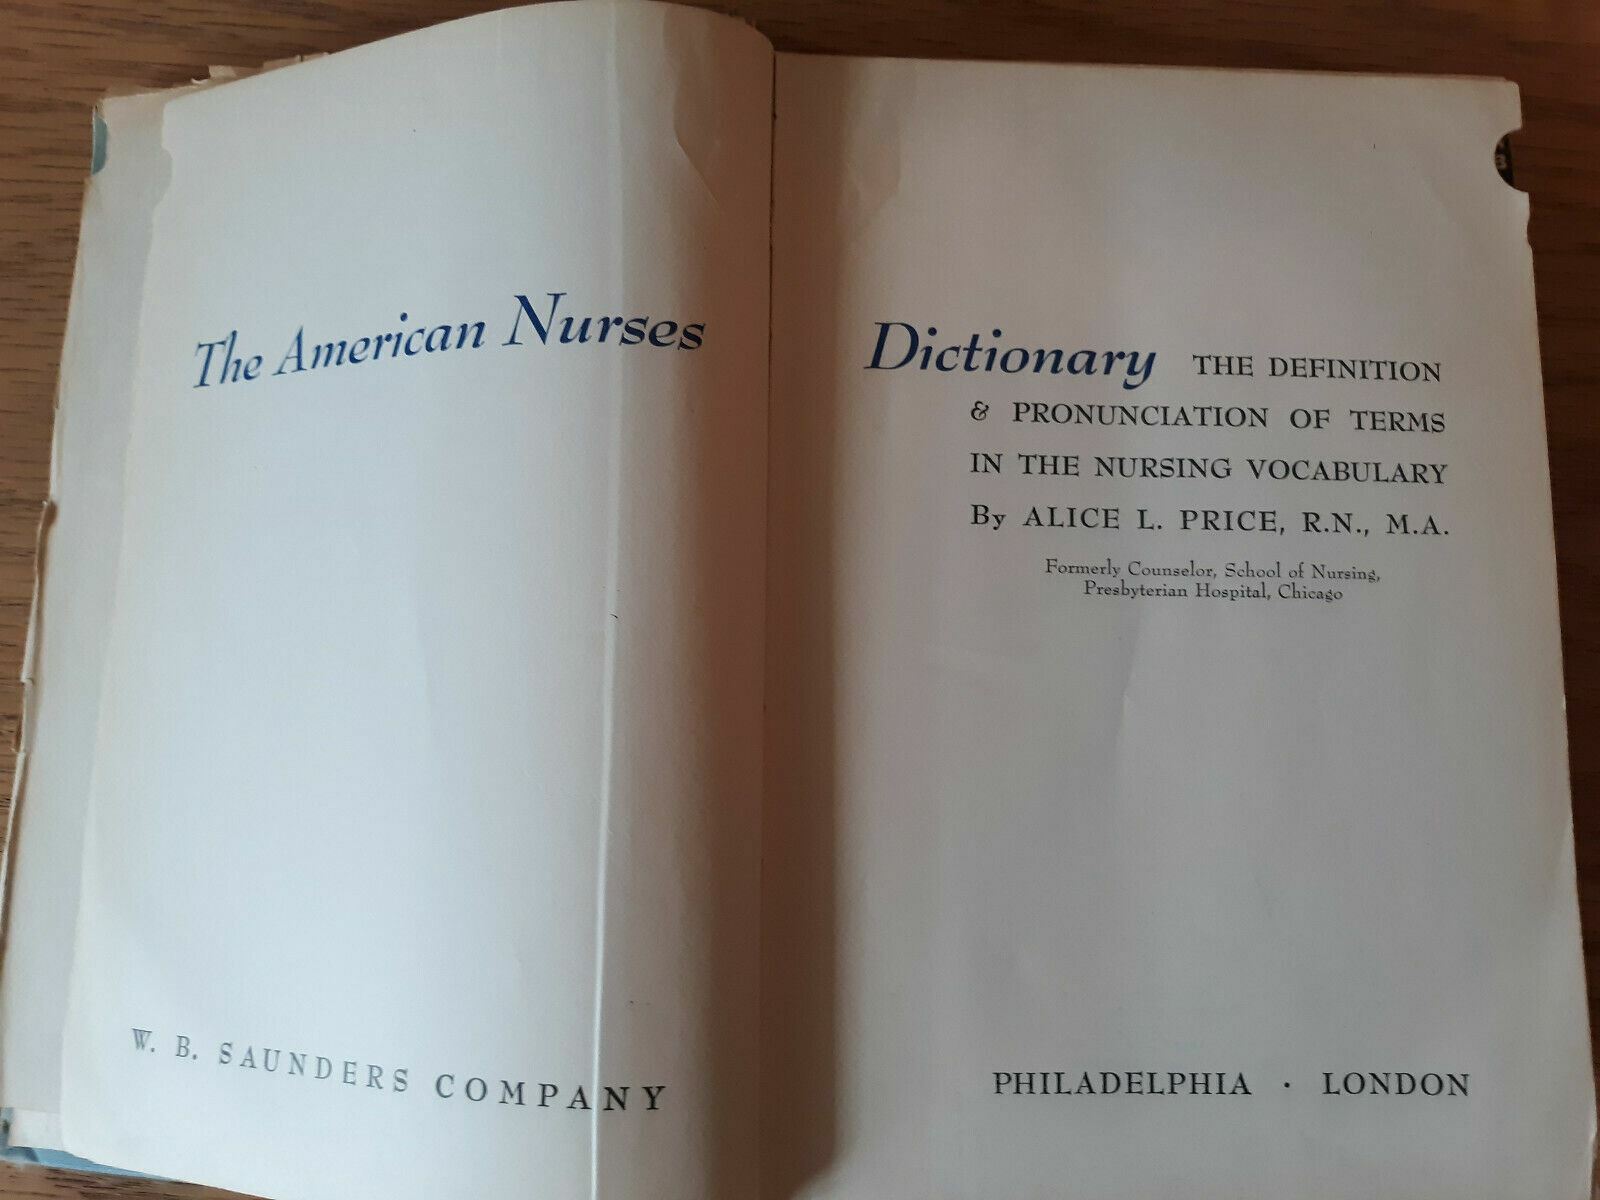 The American Nurses
W. B. SAUNDERS COMPANY
Dictionary THE DEFINITION
& PRONUNCIATION OF TERMS
IN THE NURSING VOCABULARY
By ALICE L. PRICE, R.N., M.A.
Formerly Counselor, School of Nursing,
Presbyterian Hospital, Chicago
PHILADELPHIA · LONDON